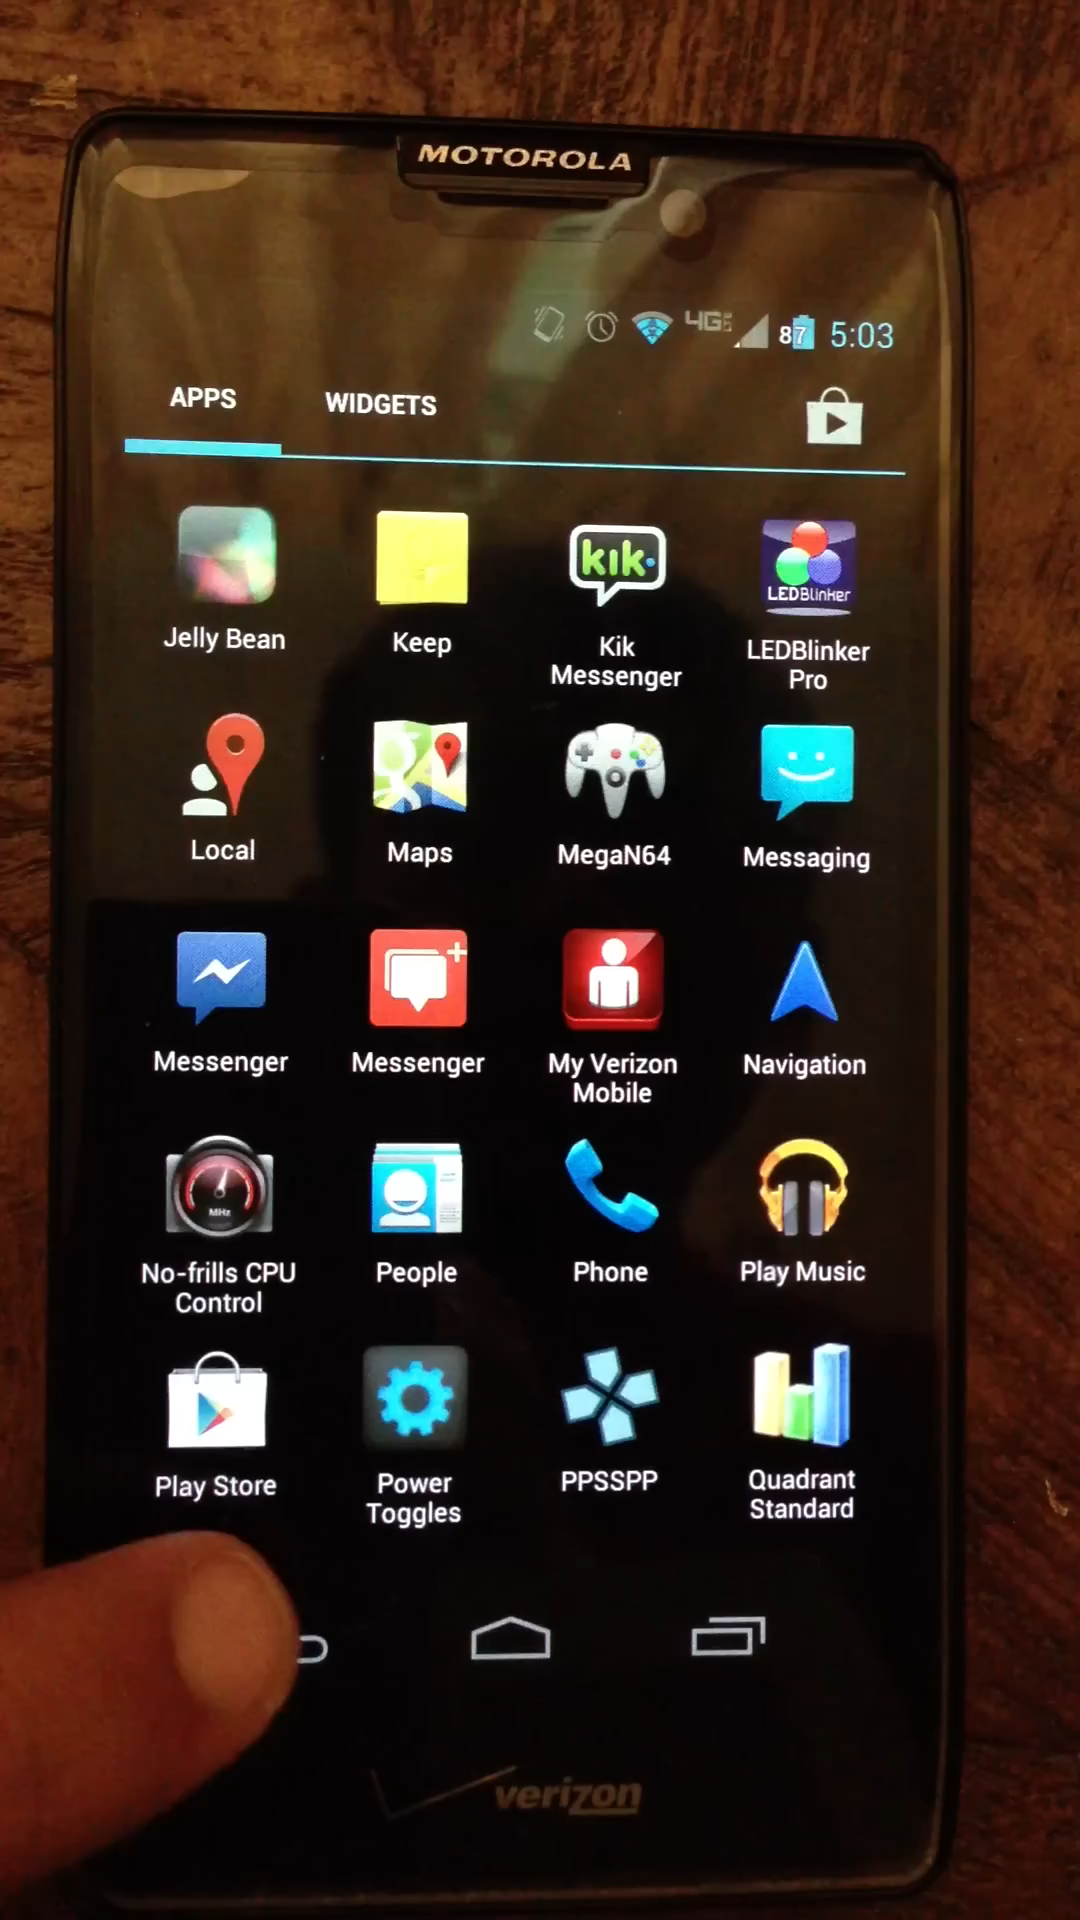 MOTOROLA
4G 87 5:03
APPS WIDGETS
kik
LEDBlinker
Jelly Bean Keep Kik Messenger LEDBlinker Pro
Local Maps MegaN64 Messaging
Messenger Messenger My Verizon Mobile Navigation
MHz
No-frills CPU Control People Phone Play Music
Play Store Power Toggles PPSSPP Quadrant Standard
verizon